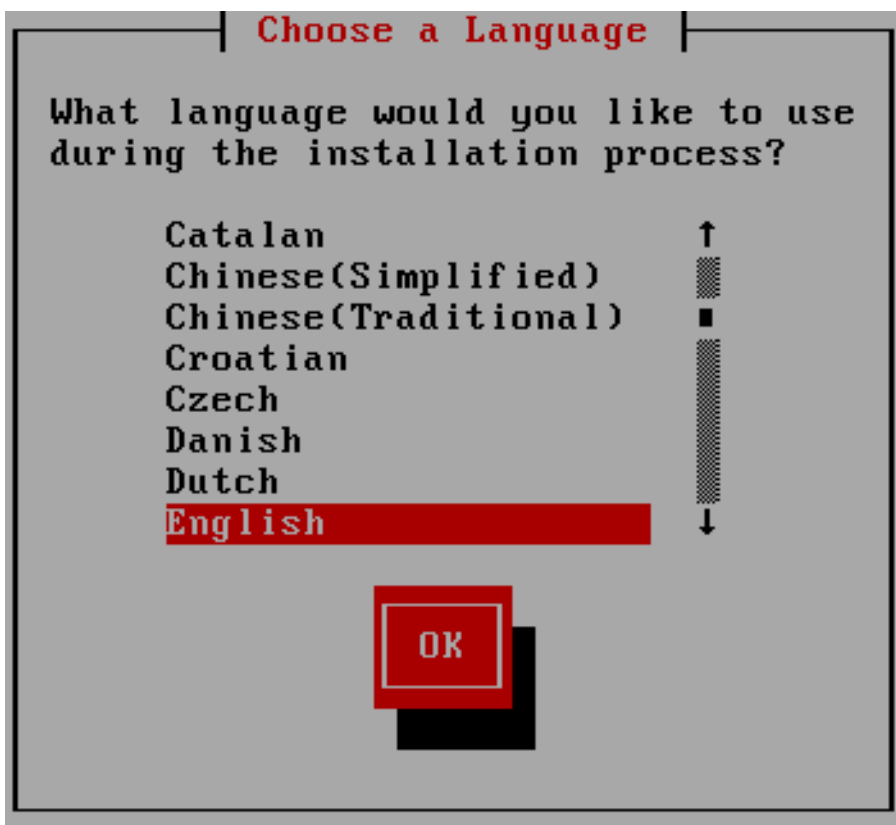 Choose a Language
What language would you like to use
during the installation process?
Catalan
Chinese(Simplified)
Chinese(Traditional)
Croatian
Czech
Danish
Dutch
English
OK